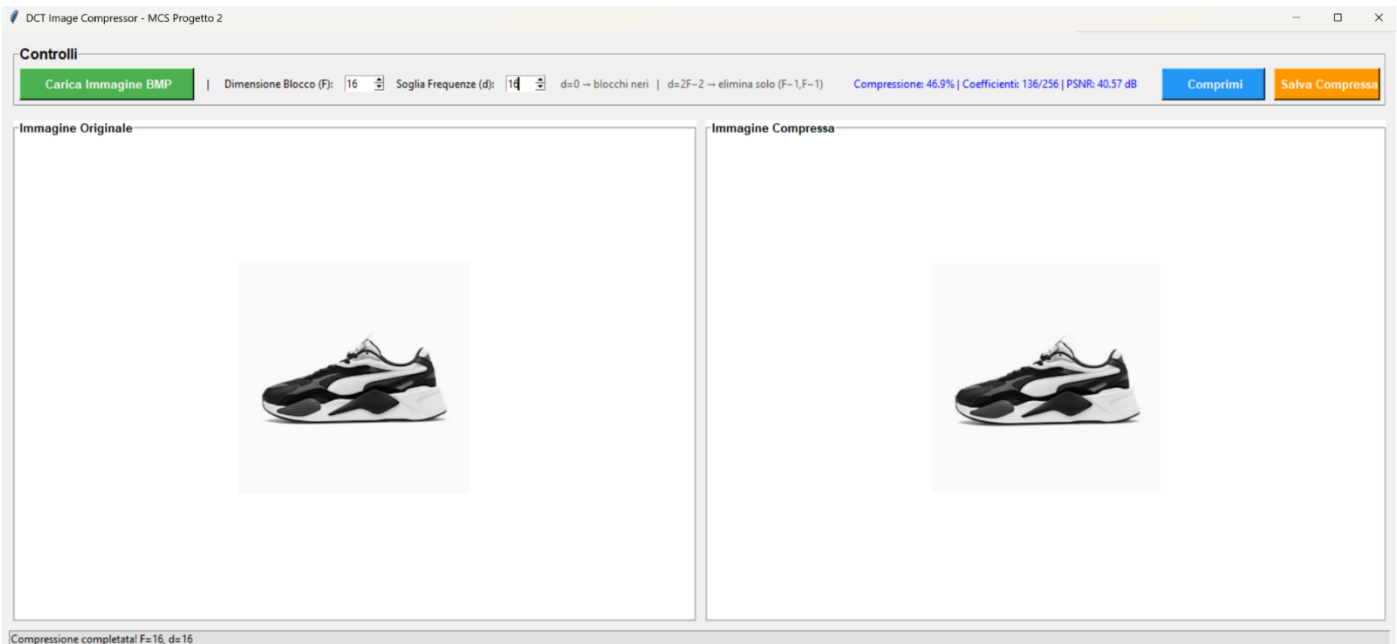 DCT Image Compressor - MCS Progetto 2
Controlli
Carica Immagine BMP | Dimensione Blocco (F): 16 Soglia Frequenze (d): 16 d=0 → blocchi neri | d=2F−2 → elimina solo (F−1,F−1) Compressione: 46.9% | Coefficienti: 136/256 | PSNR: 40.57 dB Comprimi Salva Compressa
Immagine Originale
Immagine Compressa
Compressione completata! F=16, d=16